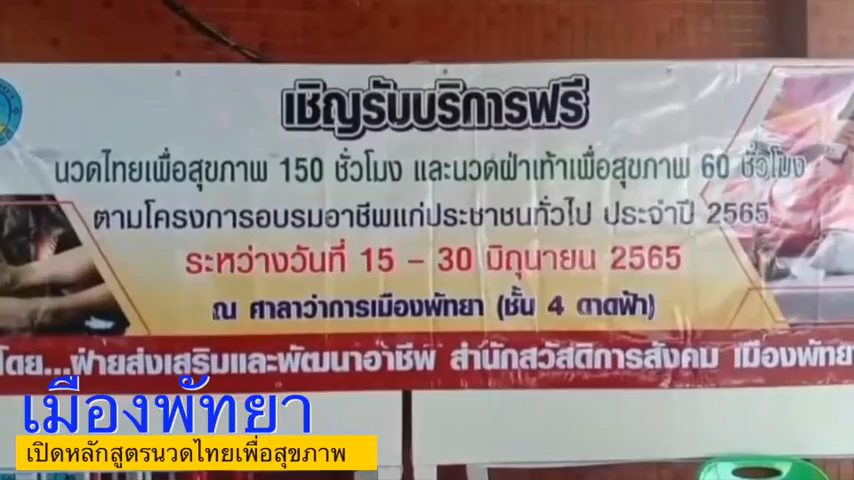 เชิญรับบริการฟรี
นวดไทยเพื่อสุขภาพ 150 ชั่วโมง และนวดฝ่าเท้าเพื่อสุขภาพ 60 ชั่วโมง
ตามโครงการอบรมอาชีพแก่ประชาชนทั่วไป ประจำปี 2565
ระหว่างวันที่ 15 - 30 มิถุนายน 2565
ณ ศาลาว่าการเมืองพัทยา (ชั้น 4 ดาดฟ้า)
โดย...ฝ่ายส่งเสริมและพัฒนาอาชีพ สำนักสวัสดิการสังคม เมืองพัทยา
เมืองพัทยา
เปิดหลักสูตรนวดไทยเพื่อสุขภาพ